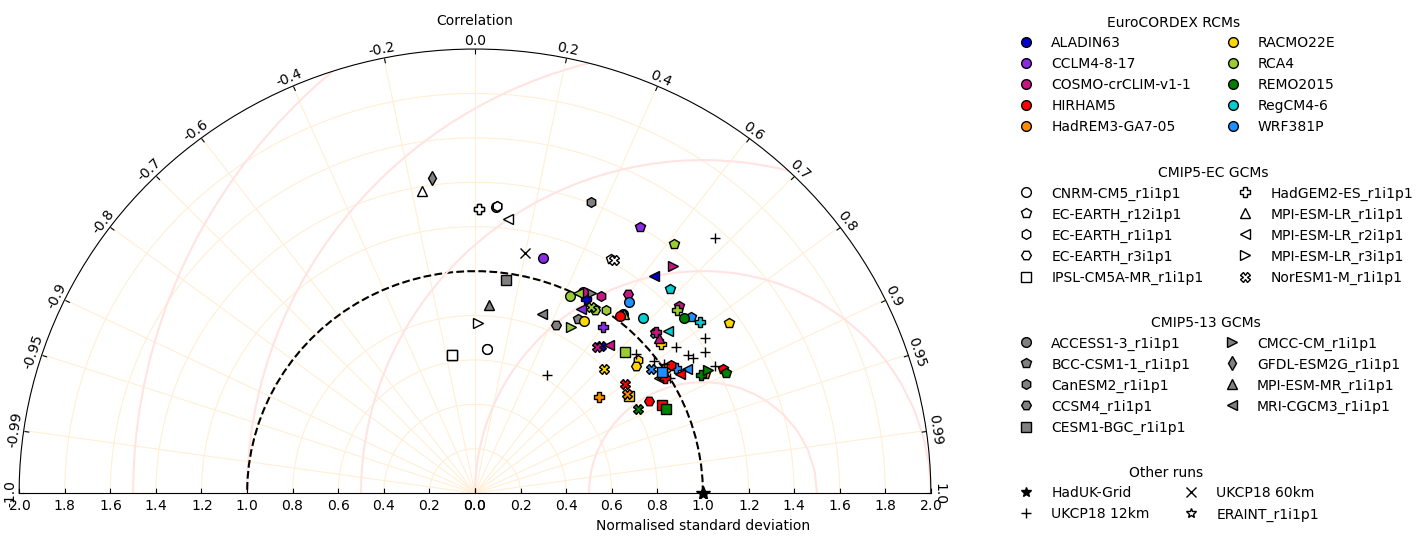 Correlation
0.0
-0.2 0.2
-0.4 0.4
-0.6 0.6
-0.7 0.7
-0.8 0.8
-0.9 0.9
-0.95 0.95
-0.99 0.99
1.0 1.0
2.0 1.8 1.6 1.4 1.2 1.0 0.8 0.6 0.4 0.2 0.0 0.2 0.4 0.6 0.8 1.0 1.2 1.4 1.6 1.8 2.0
Normalised standard deviation
EuroCORDEX RCMs
ALADIN63 RACMO22E
CCLM4-8-17 RCA4
COSMO-crCLIM-v1-1 REMO2015
HIRHAM5 RegCM4-6
HadREM3-GA7-05 WRF381P
CMIP5-EC GCMs
CNRM-CM5_r1i1p1 HadGEM2-ES_r1i1p1
EC-EARTH_r12i1p1 MPI-ESM-LR_r1i1p1
EC-EARTH_r1i1p1 MPI-ESM-LR_r2i1p1
EC-EARTH_r3i1p1 MPI-ESM-LR_r3i1p1
IPSL-CM5A-MR_r1i1p1 NorESM1-M_r1i1p1
CMIP5-13 GCMs
ACCESS1-3_r1i1p1 CMCC-CM_r1i1p1
BCC-CSM1-1_r1i1p1 GFDL-ESM2G_r1i1p1
CanESM2_r1i1p1 MPI-ESM-MR_r1i1p1
CCSM4_r1i1p1 MRI-CGCM3_r1i1p1
CESM1-BGC_r1i1p1
Other runs
HadUK-Grid UKCP18 60km
UKCP18 12km ERAINT_r1i1p1